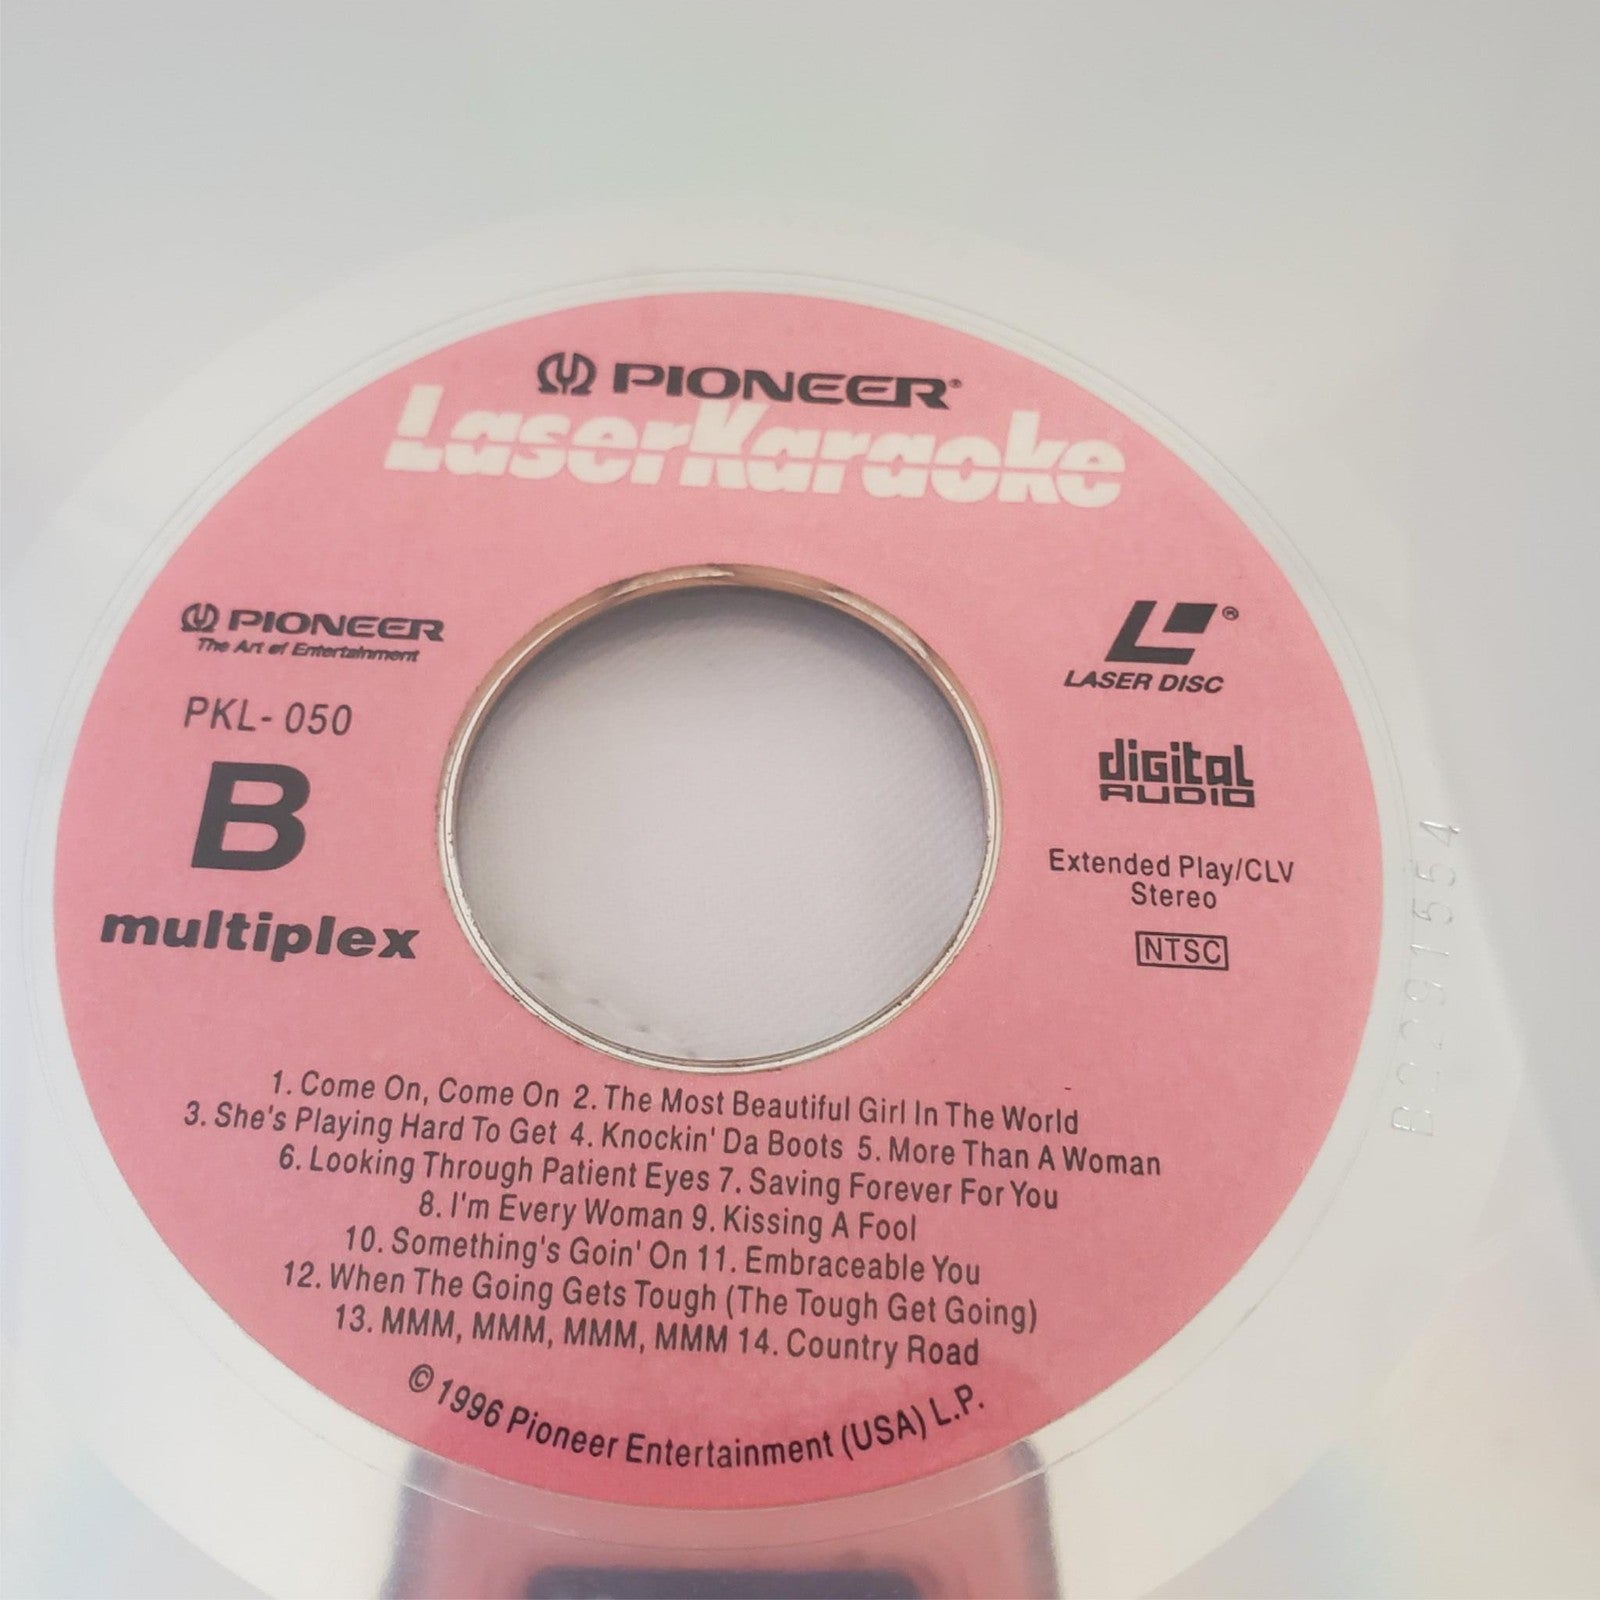 PIONEER®
LaserKaraoke
PIONEER
The Art of Entertainment
PKL-050
B
multiplex
®
LASER DISC
digital
AUDIO
Extended Play/CLV
Stereo
NTSC
B2291554
1. Come On, Come On 2. The Most Beautiful Girl In The World
3. She's Playing Hard To Get 4. Knockin' Da Boots 5. More Than A Woman
6. Looking Through Patient Eyes 7. Saving Forever For You
8. I'm Every Woman 9. Kissing A Fool
10. Something's Goin' On 11. Embraceable You
12. When The Going Gets Tough (The Tough Get Going)
13. MMM, MMM, MMM, MMM 14. Country Road
© 1996 Pioneer Entertainment (USA) L.P.